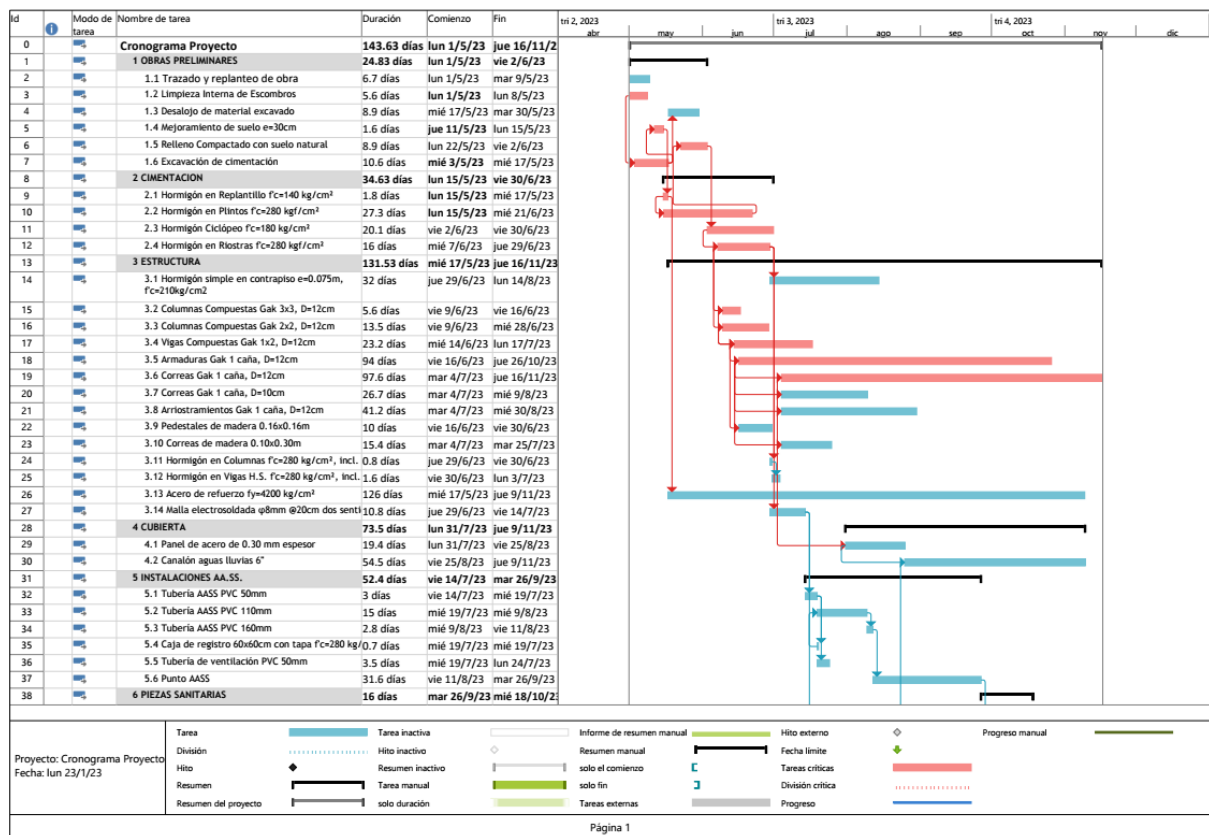 Id Modo de tarea Nombre de tarea Duración Comienzo Fin tri 2, 2023 tri 3, 2023 tri 4, 2023
abr may jun jul ago sep oct nov dic
0 Cronograma Proyecto 143.63 días lun 1/5/23 jue 16/11/2
1 1 OBRAS PRELIMINARES 24.83 días lun 1/5/23 vie 2/6/23
2 1.1 Trazado y replanteo de obra 6.7 días lun 1/5/23 mar 9/5/23
3 1.2 Limpieza Interna de Escombros 5.6 días lun 1/5/23 lun 8/5/23
4 1.3 Desalojo de material excavado 8.9 días mié 17/5/23 mar 30/5/23
5 1.4 Mejoramiento de suelo e=30cm 1.6 días jue 11/5/23 lun 15/5/23
6 1.5 Relleno Compactado con suelo natural 8.9 días lun 22/5/23 vie 2/6/23
7 1.6 Excavación de cimentación 10.6 días mié 3/5/23 mié 17/5/23
8 2 CIMENTACION 34.63 días lun 15/5/23 vie 30/6/23
9 2.1 Hormigón en Replantillo f'c=140 kg/cm² 1.8 días lun 15/5/23 mié 17/5/23
10 2.2 Hormigón en Plintos f'c=280 kgf/cm² 27.3 días lun 15/5/23 mié 21/6/23
11 2.3 Hormigón Ciclópeo f'c=180 kg/cm² 20.1 días vie 2/6/23 vie 30/6/23
12 2.4 Hormigón en Riostras f'c=280 kgf/cm² 16 días mié 7/6/23 jue 29/6/23
13 3 ESTRUCTURA 131.53 días mié 17/5/23 jue 16/11/23
14 3.1 Hormigón simple en contrapiso e=0.075m, 32 días jue 29/6/23 lun 14/8/23
f'c=210kg/cm2
15 3.2 Columnas Compuestas Gak 3x3, D=12cm 5.6 días vie 9/6/23 vie 16/6/23
16 3.3 Columnas Compuestas Gak 2x2, D=12cm 13.5 días vie 9/6/23 mié 28/6/23
17 3.4 Vigas Compuestas Gak 1x2, D=12cm 23.2 días mié 14/6/23 lun 17/7/23
18 3.5 Armaduras Gak 1 caña, D=12cm 94 días vie 16/6/23 jue 26/10/23
19 3.6 Correas Gak 1 caña, D=12cm 97.6 días mar 4/7/23 jue 16/11/23
20 3.7 Correas Gak 1 caña, D=10cm 26.7 días mar 4/7/23 mié 9/8/23
21 3.8 Arriostramientos Gak 1 caña, D=12cm 41.2 días mar 4/7/23 mié 30/8/23
22 3.9 Pedestales de madera 0.16x0.16m 10 días vie 16/6/23 vie 30/6/23
23 3.10 Correas de madera 0.10x0.30m 15.4 días mar 4/7/23 mar 25/7/23
24 3.11 Hormigón en Columnas f'c=280 kg/cm², incl. 0.8 días jue 29/6/23 vie 30/6/23
25 3.12 Hormigón en Vigas H.S. f'c=280 kg/cm², incl. 1.6 días vie 30/6/23 lun 3/7/23
26 3.13 Acero de refuerzo fy=4200 kg/cm² 126 días mié 17/5/23 jue 9/11/23
27 3.14 Malla electrosoldada φ8mm @20cm dos senti 10.8 días jue 29/6/23 vie 14/7/23
28 4 CUBIERTA 73.5 días lun 31/7/23 jue 9/11/23
29 4.1 Panel de acero de 0.30 mm espesor 19.4 días lun 31/7/23 vie 25/8/23
30 4.2 Canalón aguas lluvias 6" 54.5 días vie 25/8/23 jue 9/11/23
31 5 INSTALACIONES AA.SS. 52.4 días vie 14/7/23 mar 26/9/23
32 5.1 Tubería AASS PVC 50mm 3 días vie 14/7/23 mié 19/7/23
33 5.2 Tubería AASS PVC 110mm 15 días mié 19/7/23 mié 9/8/23
34 5.3 Tubería AASS PVC 160mm 2.8 días mié 9/8/23 vie 11/8/23
35 5.4 Caja de registro 60x60cm con tapa f'c=280 kg/ 0.7 días mié 19/7/23 mié 19/7/23
36 5.5 Tubería de ventilación PVC 50mm 3.5 días mié 19/7/23 lun 24/7/23
37 5.6 Punto AASS 31.6 días vie 11/8/23 mar 26/9/23
38 6 PIEZAS SANITARIAS 16 días mar 26/9/23 mié 18/10/2
Proyecto: Cronograma Proyecto
Fecha: lun 23/1/23
Tarea Tarea inactiva Informe de resumen manual Hito externo Progreso manual
División Hito inactivo Resumen manual Fecha límite
Hito Resumen inactivo solo el comienzo Tareas críticas
Resumen Tarea manual solo fin División crítica
Resumen del proyecto solo duración Tareas externas Progreso
Página 1